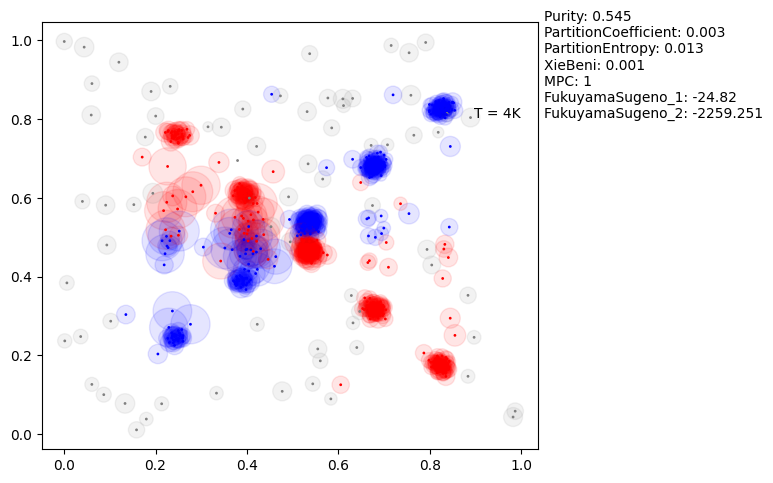 Purity: 0.545
PartitionCoefficient: 0.003
PartitionEntropy: 0.013
XieBeni: 0.001
MPC: 1
FukuyamaSugeno_1: -24.82
FukuyamaSugeno_2: -2259.251
T = 4K
1.0
0.8
0.6
0.4
0.2
0.0
0.0 0.2 0.4 0.6 0.8 1.0